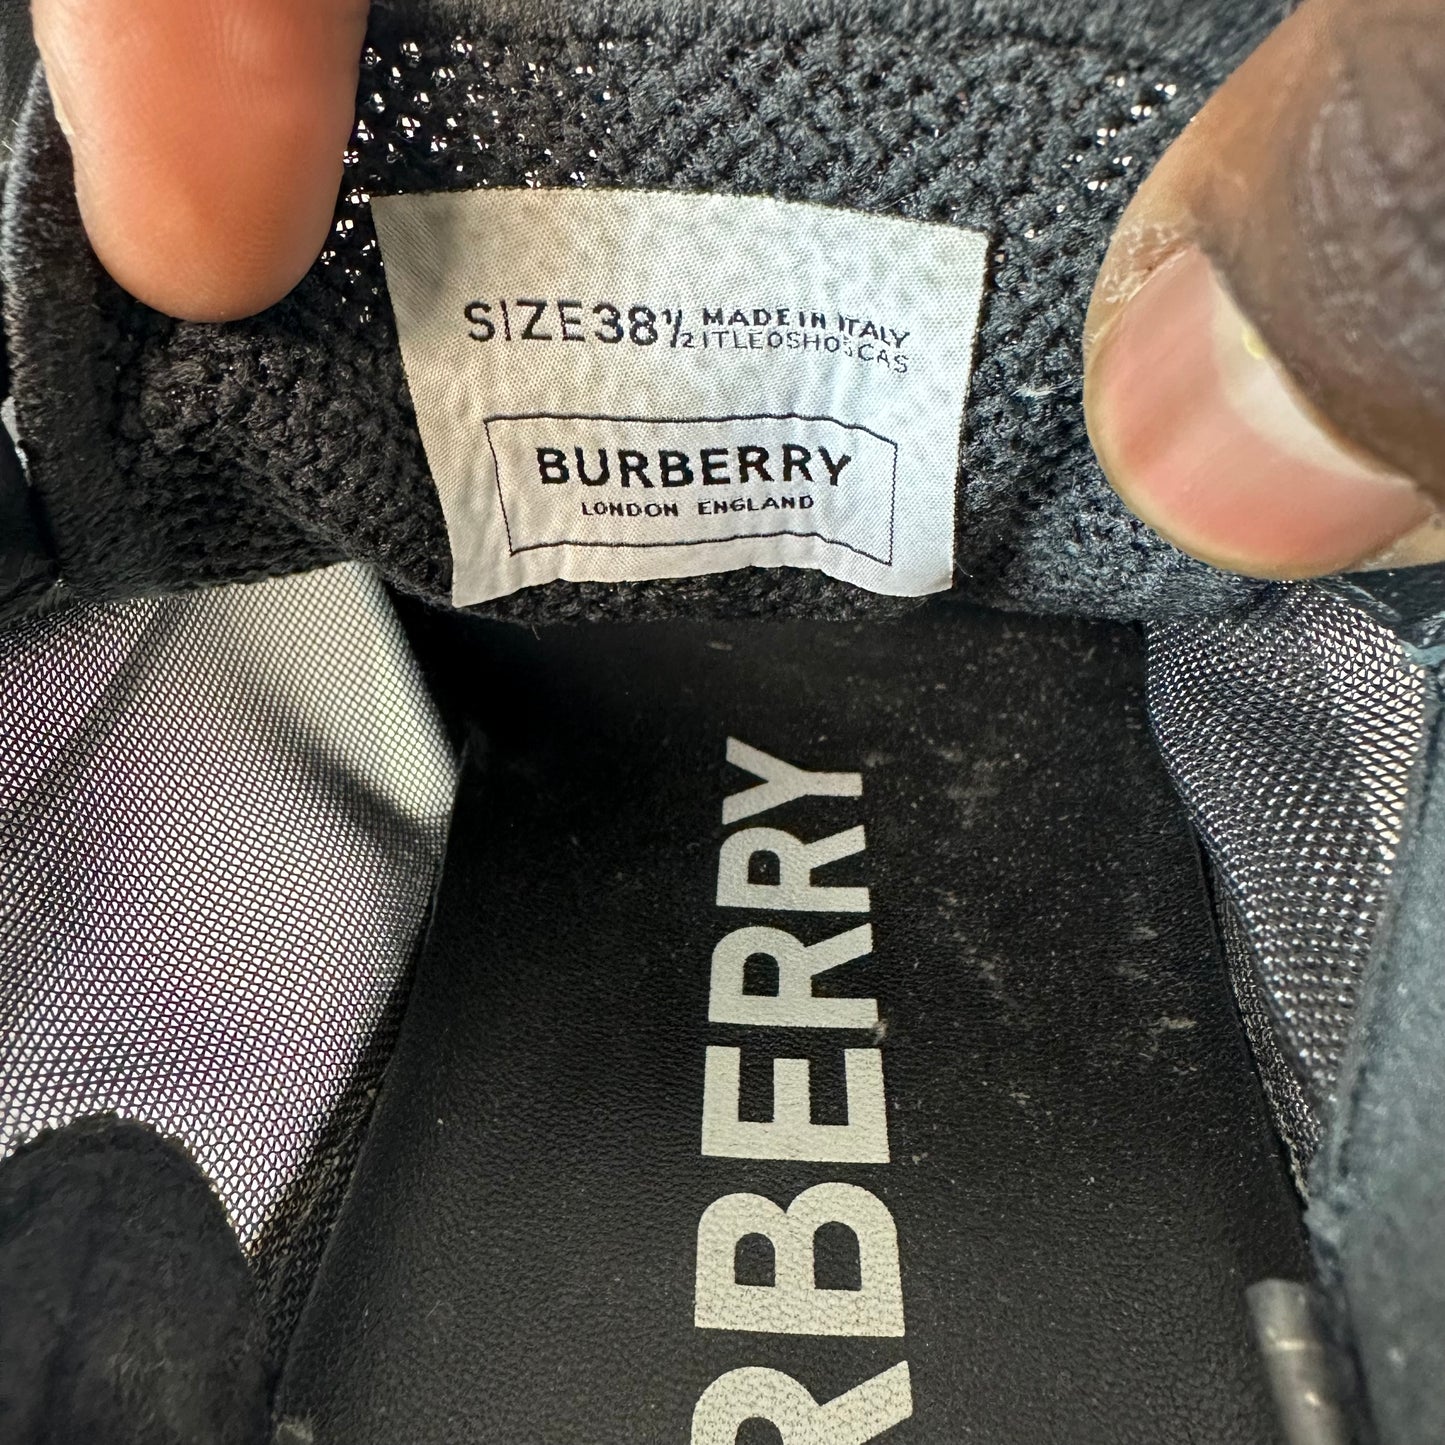 SIZE 38½ MADE IN ITALY
ITLEOSHO5CAS
BURBERRY
LONDON ENGLAND
RBERRY